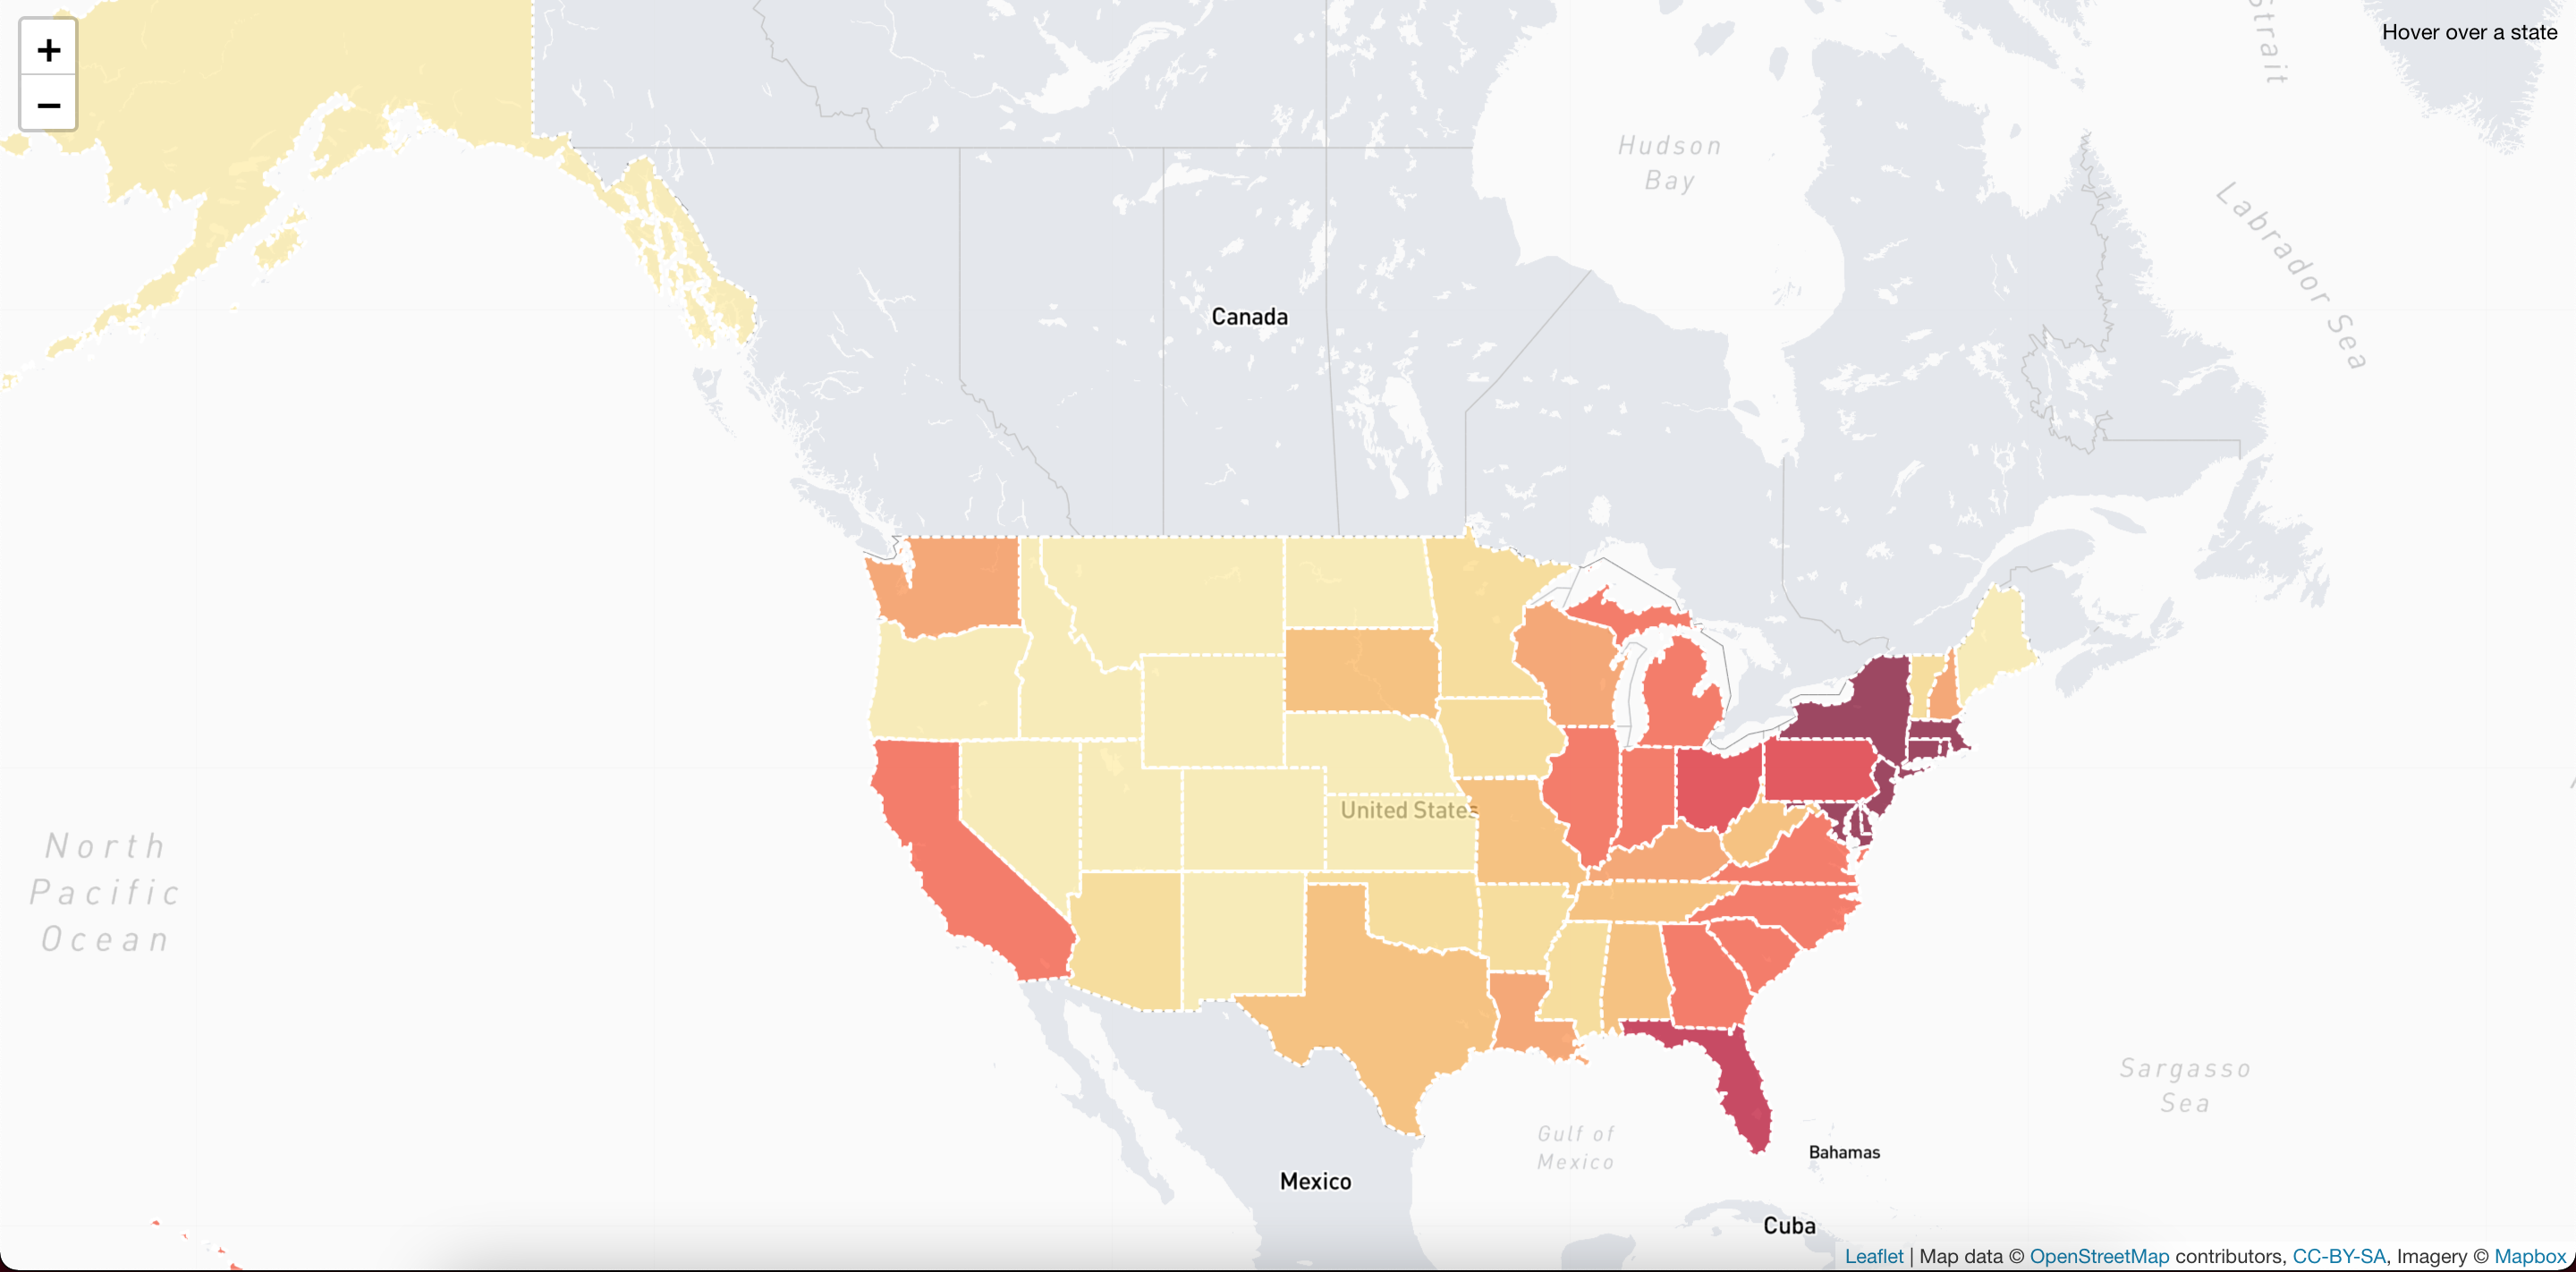 +
−
Hover over a state
Strait
Hudson
Bay
Labrador Sea
Canada
United States
North
Pacific
Ocean
Sargasso
Sea
Gulf of
Mexico
Bahamas
Mexico
Cuba
Leaflet | Map data © OpenStreetMap contributors, CC-BY-SA, Imagery © Mapbox